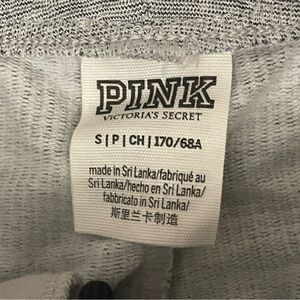 PINK
VICTORIA'S SECRET
S | P | CH | 170/68A
made in Sri Lanka/fabriqué au
Sri Lanka/hecho en Sri Lanka/
fabbricato in Sri Lanka/
斯里兰卡制造